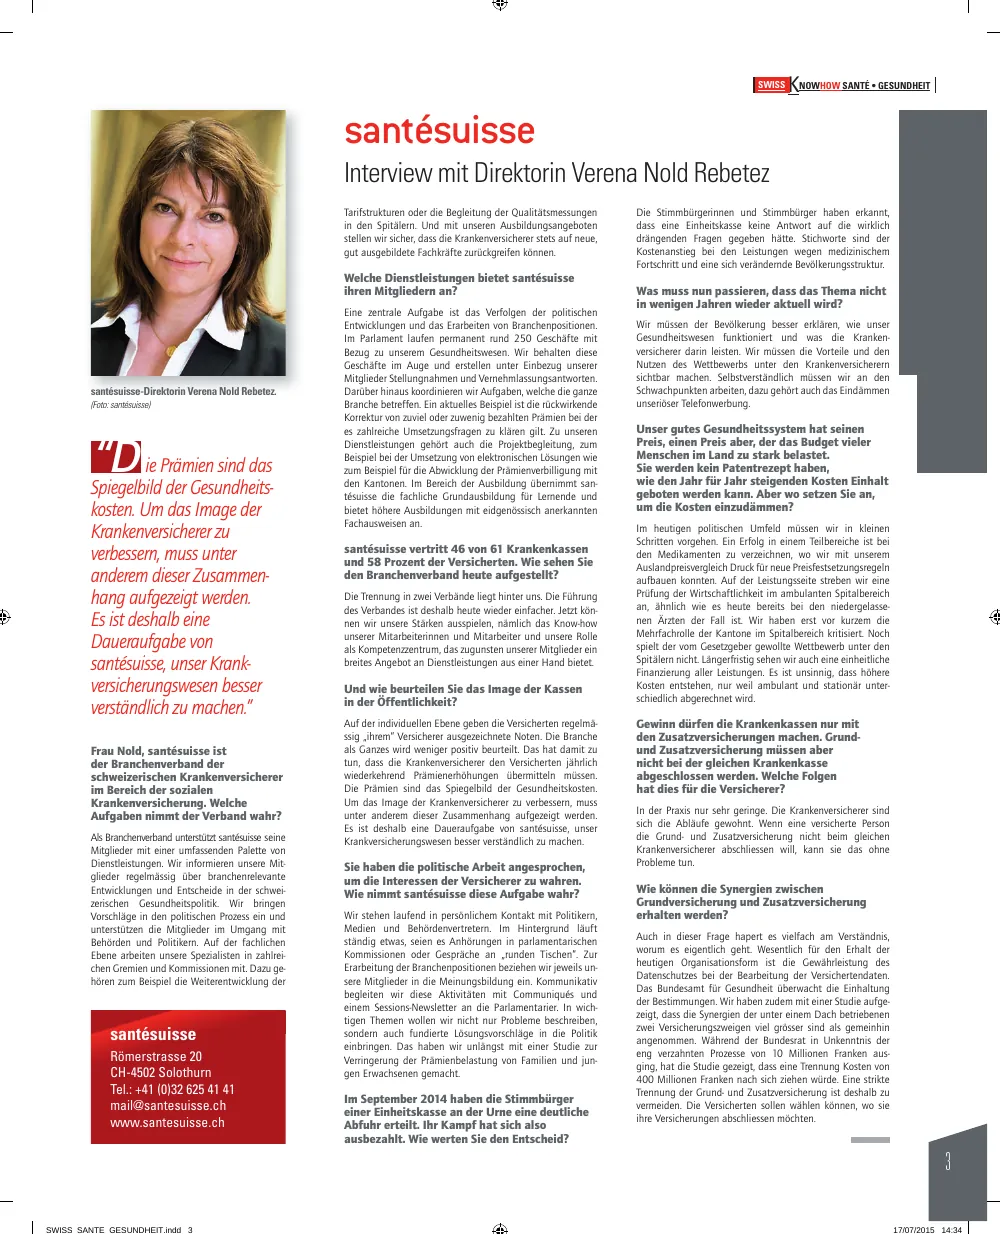 SWISS KNOWHOW SANTÉ • GESUNDHEIT
santésuisse
Interview mit Direktorin Verena Nold Rebetez
santésuisse-Direktorin Verena Nold Rebetez.
(Foto: santésuisse)
“Die Prämien sind das
Spiegelbild der Gesundheits-
kosten. Um das Image der
Krankenversicherer zu
verbessern, muss unter
anderem dieser Zusammen-
hang aufgezeigt werden.
Es ist deshalb eine
Daueraufgabe von
santésuisse, unser Krank-
versicherungswesen besser
verständlich zu machen.”
Frau Nold, santésuisse ist
der Branchenverband der
schweizerischen Krankenversicherer
im Bereich der sozialen
Krankenversicherung. Welche
Aufgaben nimmt der Verband wahr?
Als Branchenverband unterstützt santésuisse seine
Mitglieder mit einer umfassenden Palette von
Dienstleistungen. Wir informieren unsere Mit-
glieder regelmässig über branchenrelevante
Entwicklungen und Entscheide in der schwei-
zerischen Gesundheitspolitik. Wir bringen
Vorschläge in den politischen Prozess ein und
unterstützen die Mitglieder im Umgang mit
Behörden und Politikern. Auf der fachlichen
Ebene arbeiten unsere Spezialisten in zahlrei-
chen Gremien und Kommissionen mit. Dazu ge-
hören zum Beispiel die Weiterentwicklung der
santésuisse
Römerstrasse 20
CH-4502 Solothurn
Tel.: +41 (0)32 625 41 41
mail@santesuisse.ch
www.santesuisse.ch
Tarifstrukturen oder die Begleitung der Qualitätsmessungen
in den Spitälern. Und mit unseren Ausbildungsangeboten
stellen wir sicher, dass die Krankenversicherer stets auf neue,
gut ausgebildete Fachkräfte zurückgreifen können.
Welche Dienstleistungen bietet santésuisse
ihren Mitgliedern an?
Eine zentrale Aufgabe ist das Verfolgen der politischen
Entwicklungen und das Erarbeiten von Branchenpositionen.
Im Parlament laufen permanent rund 250 Geschäfte mit
Bezug zu unserem Gesundheitswesen. Wir behalten diese
Geschäfte im Auge und erstellen unter Einbezug unserer
Mitglieder Stellungnahmen und Vernehmlassungsantworten.
Darüber hinaus koordinieren wir Aufgaben, welche die ganze
Branche betreffen. Ein aktuelles Beispiel ist die rückwirkende
Korrektur von zuviel oder zuwenig bezahlten Prämien bei der
es zahlreiche Umsetzungsfragen zu klären gilt. Zu unseren
Dienstleistungen gehört auch die Projektbegleitung, zum
Beispiel bei der Umsetzung von elektronischen Lösungen wie
zum Beispiel für die Abwicklung der Prämienverbilligung mit
den Kantonen. Im Bereich der Ausbildung übernimmt san-
tésuisse die fachliche Grundausbildung für Lernende und
bietet höhere Ausbildungen mit eidgenössisch anerkannten
Fachausweisen an.
santésuisse vertritt 46 von 61 Krankenkassen
und 58 Prozent der Versicherten. Wie sehen Sie
den Branchenverband heute aufgestellt?
Die Trennung in zwei Verbände liegt hinter uns. Die Führung
des Verbandes ist deshalb heute wieder einfacher. Jetzt kön-
nen wir unsere Stärken ausspielen, nämlich das Know-how
unserer Mitarbeiterinnen und Mitarbeiter und unsere Rolle
als Kompetenzzentrum, das zugunsten unserer Mitglieder ein
breites Angebot an Dienstleistungen aus einer Hand bietet.
Und wie beurteilen Sie das Image der Kassen
in der Öffentlichkeit?
Auf der individuellen Ebene geben die Versicherten regelmä-
ssig „ihrem” Versicherer ausgezeichnete Noten. Die Branche
als Ganzes wird weniger positiv beurteilt. Das hat damit zu
tun, dass die Krankenversicherer den Versicherten jährlich
wiederkehrend Prämienerhöhungen übermitteln müssen.
Die Prämien sind das Spiegelbild der Gesundheitskosten.
Um das Image der Krankenversicherer zu verbessern, muss
unter anderem dieser Zusammenhang aufgezeigt werden.
Es ist deshalb eine Daueraufgabe von santésuisse, unser
Krankversicherungswesen besser verständlich zu machen.
Sie haben die politische Arbeit angesprochen,
um die Interessen der Versicherer zu wahren.
Wie nimmt santésuisse diese Aufgabe wahr?
Wir stehen laufend in persönlichem Kontakt mit Politikern,
Medien und Behördenvertretern. Im Hintergrund läuft
ständig etwas, seien es Anhörungen in parlamentarischen
Kommissionen oder Gespräche an „runden Tischen”. Zur
Erarbeitung der Branchenpositionen beziehen wir jeweils un-
sere Mitglieder in die Meinungsbildung ein. Kommunikativ
begleiten wir diese Aktivitäten mit Communiqués und
einem Sessions-Newsletter an die Parlamentarier. In wich-
tigen Themen wollen wir nicht nur Probleme beschreiben,
sondern auch fundierte Lösungsvorschläge in die Politik
einbringen. Das haben wir unlängst mit einer Studie zur
Verringerung der Prämienbelastung von Familien und jun-
gen Erwachsenen gemacht.
Im September 2014 haben die Stimmbürger
einer Einheitskasse an der Urne eine deutliche
Abfuhr erteilt. Ihr Kampf hat sich also
ausbezahlt. Wie werten Sie den Entscheid?
Die Stimmbürgerinnen und Stimmbürger haben erkannt,
dass eine Einheitskasse keine Antwort auf die wirklich
drängenden Fragen gegeben hätte. Stichworte sind der
Kostenanstieg bei den Leistungen wegen medizinischem
Fortschritt und eine sich verändernde Bevölkerungsstruktur.
Was muss nun passieren, dass das Thema nicht
in wenigen Jahren wieder aktuell wird?
Wir müssen der Bevölkerung besser erklären, wie unser
Gesundheitswesen funktioniert und was die Kranken-
versicherer darin leisten. Wir müssen die Vorteile und den
Nutzen des Wettbewerbs unter den Krankenversicherern
sichtbar machen. Selbstverständlich müssen wir an den
Schwachpunkten arbeiten, dazu gehört auch das Eindämmen
unseriöser Telefonwerbung.
Unser gutes Gesundheitssystem hat seinen
Preis, einen Preis aber, der das Budget vieler
Menschen im Land zu stark belastet.
Sie werden kein Patentrezept haben,
wie den Jahr für Jahr steigenden Kosten Einhalt
geboten werden kann. Aber wo setzen Sie an,
um die Kosten einzudämmen?
Im heutigen politischen Umfeld müssen wir in kleinen
Schritten vorgehen. Ein Erfolg in einem Teilbereiche ist bei
den Medikamenten zu verzeichnen, wo wir mit unserem
Auslandpreisvergleich Druck für neue Preisfestsetzungsregeln
aufbauen konnten. Auf der Leistungsseite streben wir eine
Prüfung der Wirtschaftlichkeit im ambulanten Spitalbereich
an, ähnlich wie es heute bereits bei den niedergelasse-
nen Ärzten der Fall ist. Wir haben erst vor kurzem die
Mehrfachrolle der Kantone im Spitalbereich kritisiert. Noch
spielt der vom Gesetzgeber gewollte Wettbewerb unter den
Spitälern nicht. Längerfristig sehen wir auch eine einheitliche
Finanzierung aller Leistungen. Es ist unsinnig, dass höhere
Kosten entstehen, nur weil ambulant und stationär unter-
schiedlich abgerechnet wird.
Gewinn dürfen die Krankenkassen nur mit
den Zusatzversicherungen machen. Grund-
und Zusatzversicherung müssen aber
nicht bei der gleichen Krankenkasse
abgeschlossen werden. Welche Folgen
hat dies für die Versicherer?
In der Praxis nur sehr geringe. Die Krankenversicherer sind
sich die Abläufe gewohnt. Wenn eine versicherte Person
die Grund- und Zusatzversicherung nicht beim gleichen
Krankenversicherer abschliessen will, kann sie das ohne
Probleme tun.
Wie können die Synergien zwischen
Grundversicherung und Zusatzversicherung
erhalten werden?
Auch in dieser Frage hapert es vielfach am Verständnis,
worum es eigentlich geht. Wesentlich für den Erhalt der
heutigen Organisationsform ist die Gewährleistung des
Datenschutzes bei der Bearbeitung der Versichertendaten.
Das Bundesamt für Gesundheit überwacht die Einhaltung
der Bestimmungen. Wir haben zudem mit einer Studie aufge-
zeigt, dass die Synergien der unter einem Dach betriebenen
zwei Versicherungszweigen viel grösser sind als gemeinhin
angenommen. Während der Bundesrat in Unkenntnis der
eng verzahnten Prozesse von 10 Millionen Franken aus-
ging, hat die Studie gezeigt, dass eine Trennung Kosten von
400 Millionen Franken nach sich ziehen würde. Eine strikte
Trennung der Grund- und Zusatzversicherung ist deshalb zu
vermeiden. Die Versicherten sollen wählen können, wo sie
ihre Versicherungen abschliessen möchten.
3
SWISS_SANTE_GESUNDHEIT.indd 3
17/07/2015 14:34